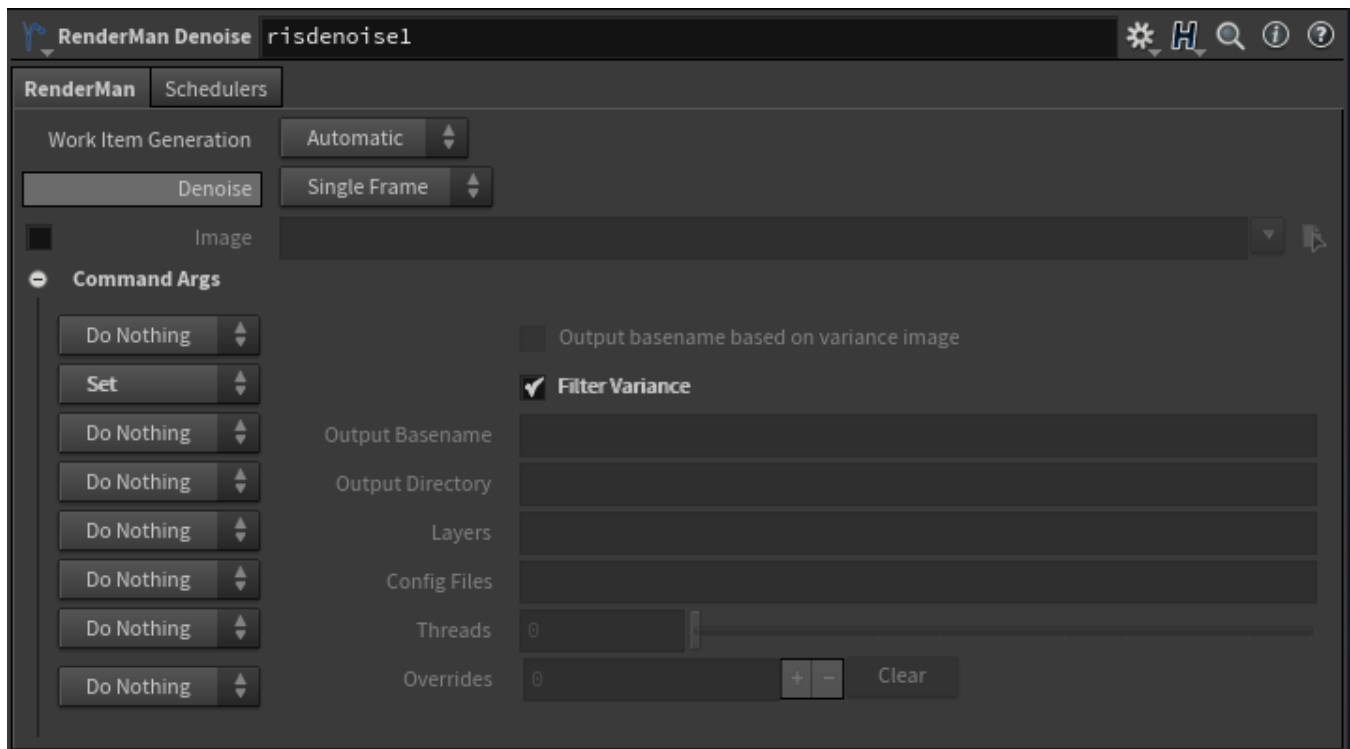 RenderMan Denoise risdenoise1
RenderMan Schedulers
Work Item Generation Automatic
Denoise Single Frame
Image
Command Args
Do Nothing Output basename based on variance image
Set Filter Variance
Do Nothing Output Basename
Do Nothing Output Directory
Do Nothing Layers
Do Nothing Config Files
Do Nothing Threads 0
Do Nothing Overrides 0 + - Clear